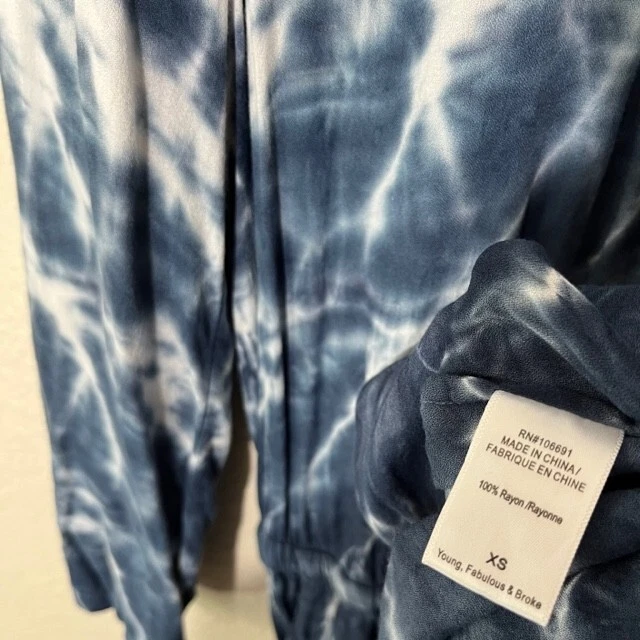 RN#106691
MADE IN CHINA/
FABRIQUE EN CHINE
100% Rayon /Rayonne
XS
Young, Fabulous & Broke